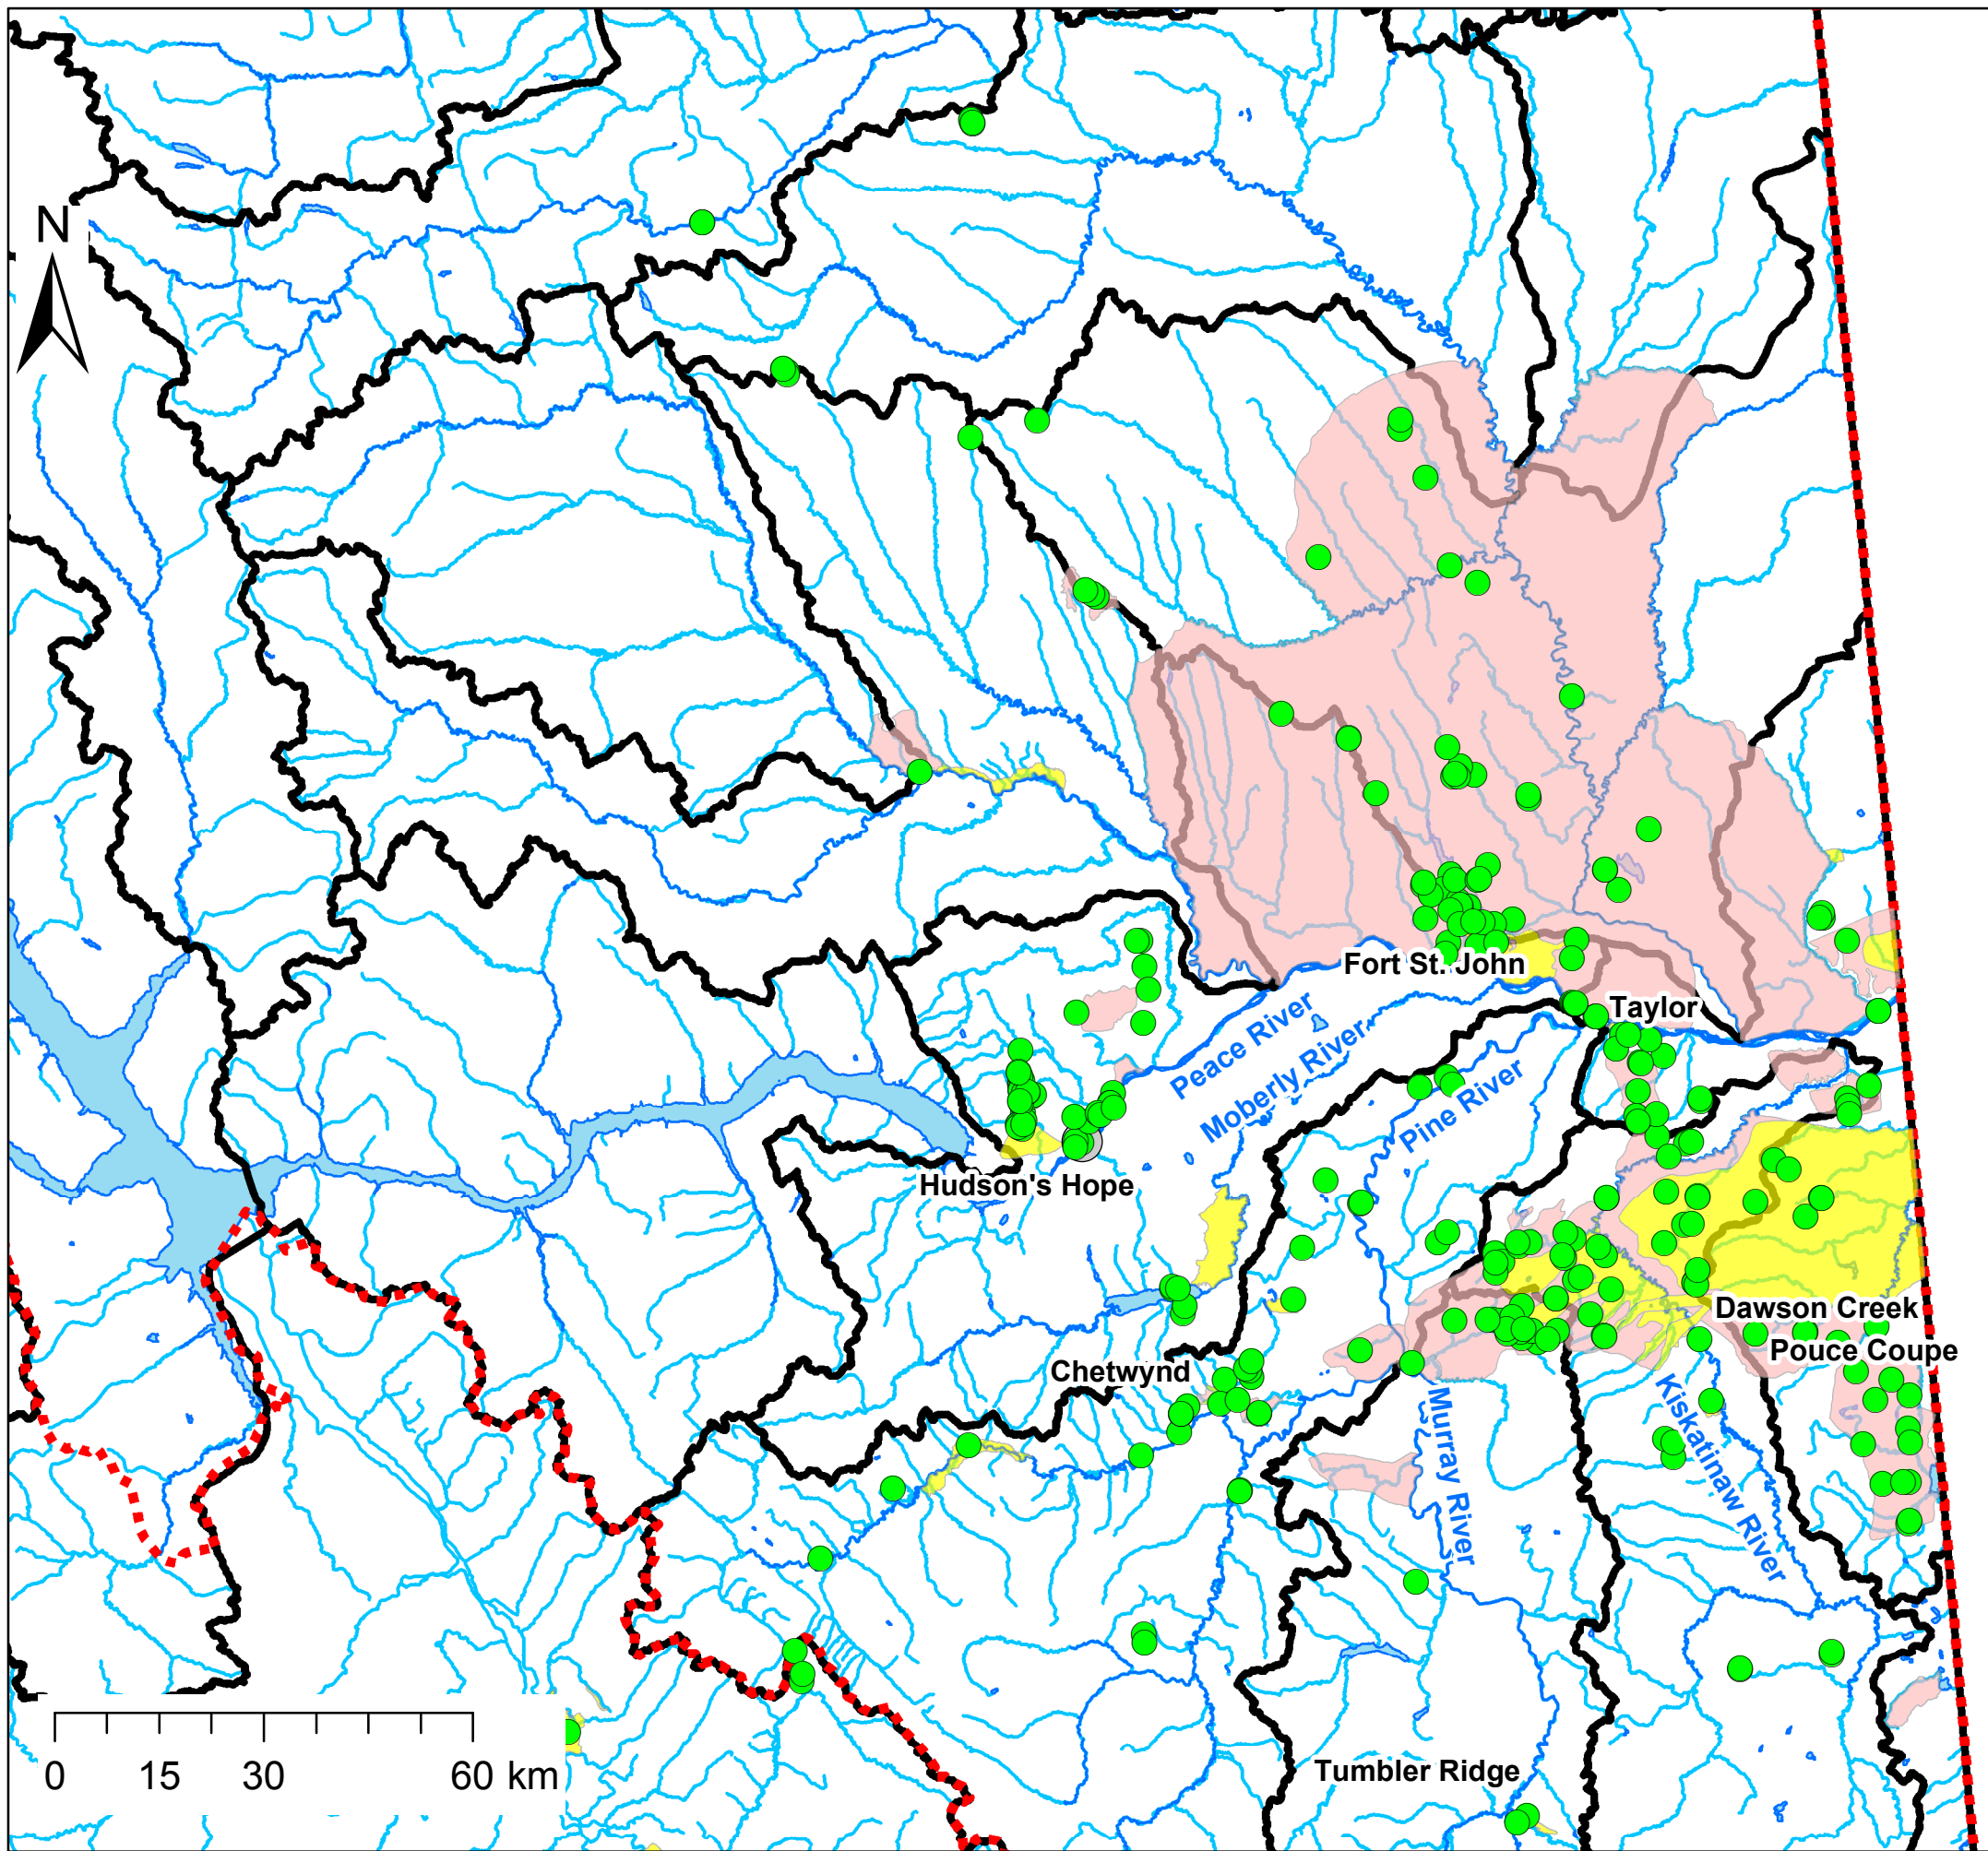 N
Fort St. John
Taylor
Peace River
Moberly River
Pine River
Hudson's Hope
Dawson Creek
Pouce Coupe
Chetwynd
Murray River
Kiskatinaw River
Tumbler Ridge
0 15 30 60 km